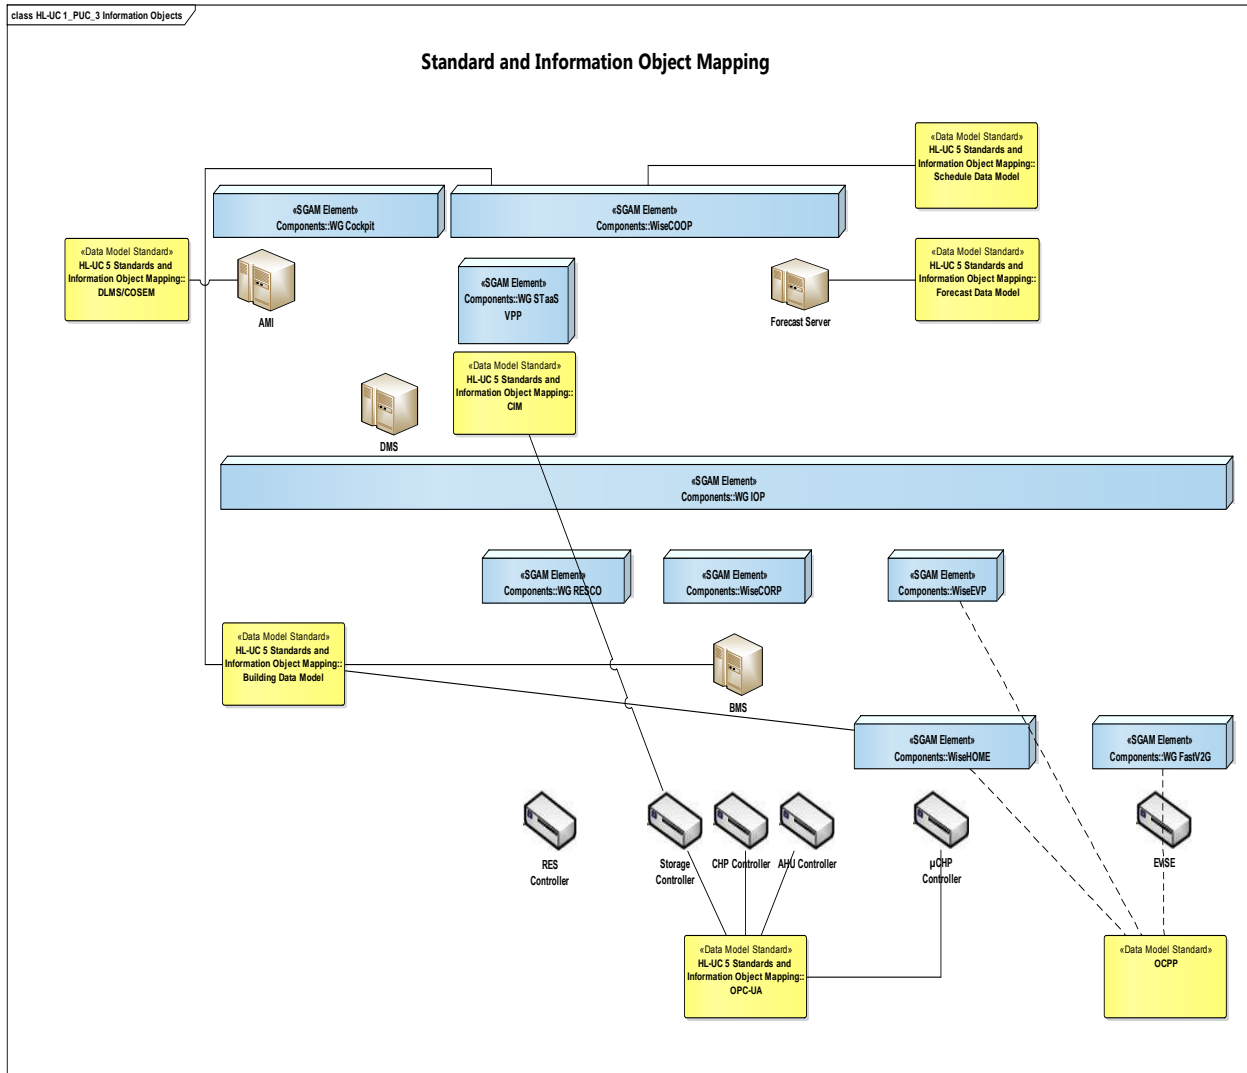 class HL-UC 1_PUC_3 Information Objects
Standard and Information Object Mapping
«Data Model Standard»
HL-UC 5 Standards and
Information Object Mapping::
Schedule Data Model
«SGAM Element»
Components::WG Cockpit
«SGAM Element»
Components::WiseCOOP
«Data Model Standard»
HL-UC 5 Standards and
Information Object Mapping::
DLMS/COSEM
AMI
«SGAM Element»
Components::WG STaaS
VPP
Forecast Server
«Data Model Standard»
HL-UC 5 Standards and
Information Object Mapping::
Forecast Data Model
«Data Model Standard»
HL-UC 5 Standards and
Information Object Mapping::
CIM
DMS
«SGAM Element»
Components::WG IOP
«SGAM Element»
Components::WG RESCO
«SGAM Element»
Components::WiseCORP
«SGAM Element»
Components::WiseEVP
«Data Model Standard»
HL-UC 5 Standards and
Information Object Mapping::
Building Data Model
BMS
«SGAM Element»
Components::WiseHOME
«SGAM Element»
Components::WG FastV2G
RES
Controller
Storage
Controller
CHP Controller
AHU Controller
µCHP
Controller
EVSE
«Data Model Standard»
HL-UC 5 Standards and
Information Object Mapping::
OPC-UA
«Data Model Standard»
OCPP